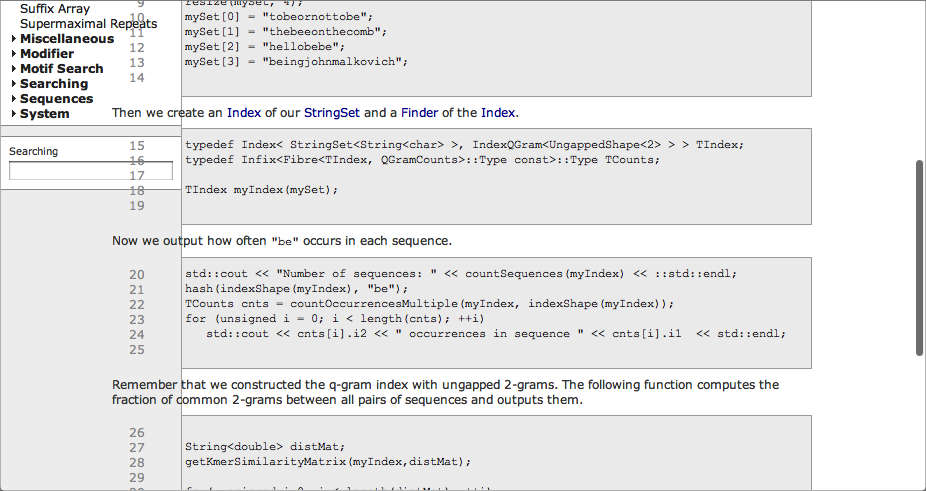 Suffix Array
Supermaximal Repeats
Miscellaneous
Modifier
Motif Search
Searching
Sequences
System
Searching
9 resize(mySet, 4);
10 mySet[0] = "tobeornottobe";
11 mySet[1] = "thebeeonthecomb";
12 mySet[2] = "hellobebe";
13 mySet[3] = "beingjohnmalkovich";
14
Then we create an Index of our StringSet and a Finder of the Index.
15 typedef Index< StringSet<String<char> >, IndexQGram<UngappedShape<2> > > TIndex;
16 typedef Infix<Fibre<TIndex, QGramCounts>::Type const>::Type TCounts;
17
18 TIndex myIndex(mySet);
19
Now we output how often "be" occurs in each sequence.
20 std::cout << "Number of sequences: " << countSequences(myIndex) << ::std::endl;
21 hash(indexShape(myIndex), "be");
22 TCounts cnts = countOccurrencesMultiple(myIndex, indexShape(myIndex));
23 for (unsigned i = 0; i < length(cnts); ++i)
24 std::cout << cnts[i].i2 << " occurrences in sequence " << cnts[i].i1  << std::endl;
25
Remember that we constructed the q-gram index with ungapped 2-grams. The following function computes the
fraction of common 2-grams between all pairs of sequences and outputs them.
26
27 String<double> distMat;
28 getKmerSimilarityMatrix(myIndex,distMat);
29